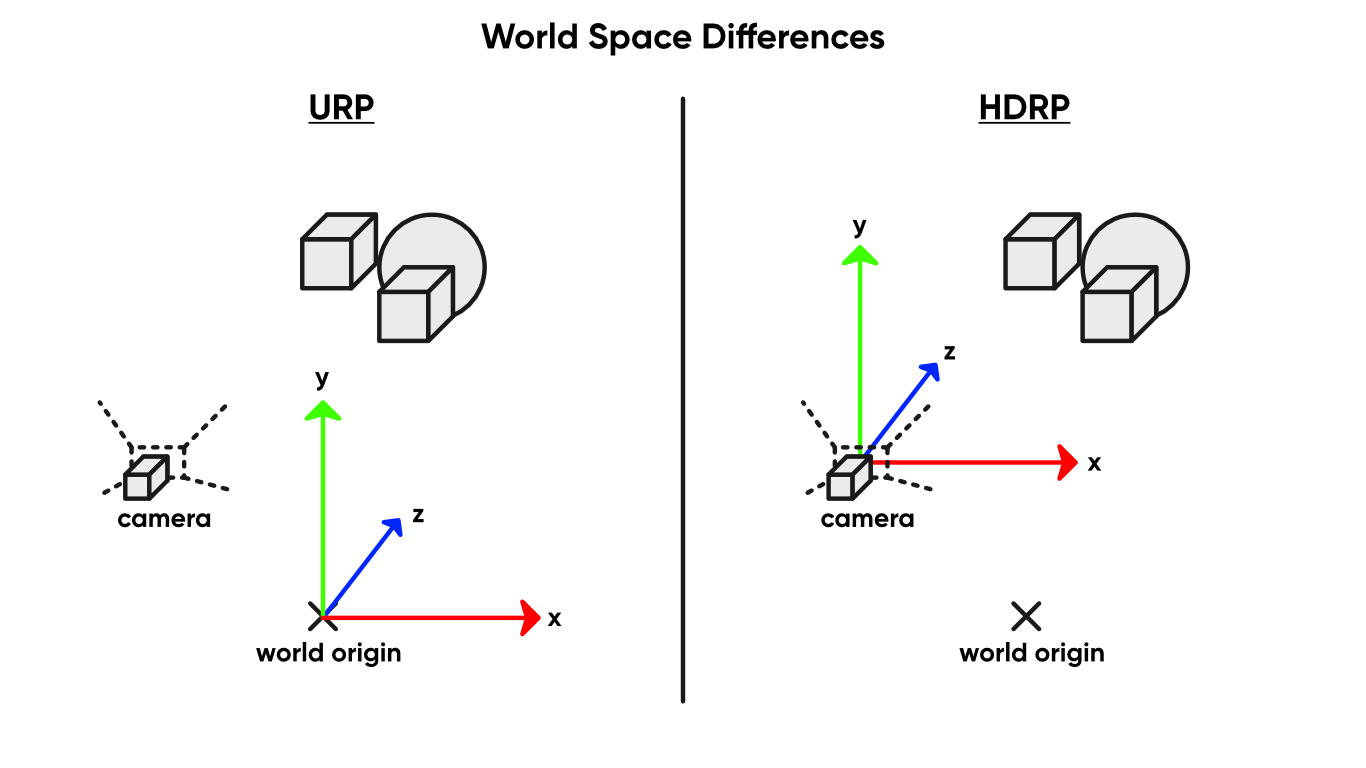 World Space Differences
URP
y
z
x
camera
world origin
HDRP
y
z
x
camera
world origin